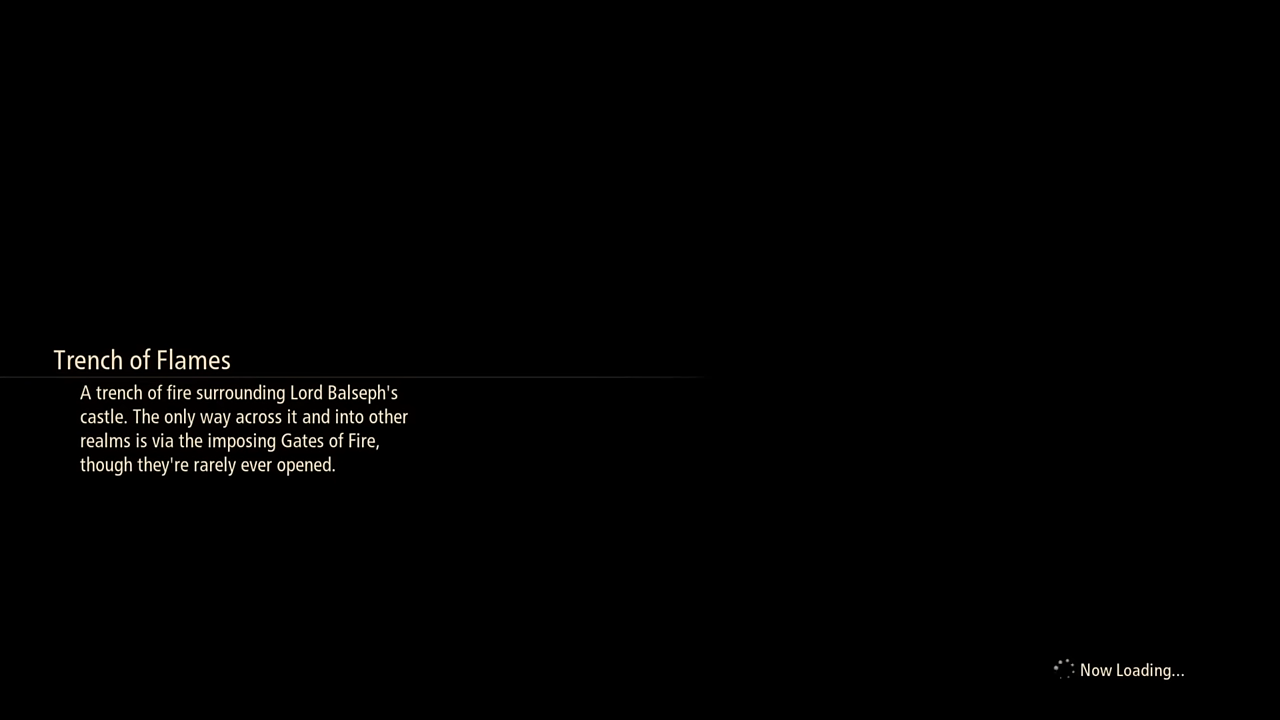 Trench of Flames
A trench of fire surrounding Lord Balseph's
castle. The only way across it and into other
realms is via the imposing Gates of Fire,
though they're rarely ever opened.
Now Loading...